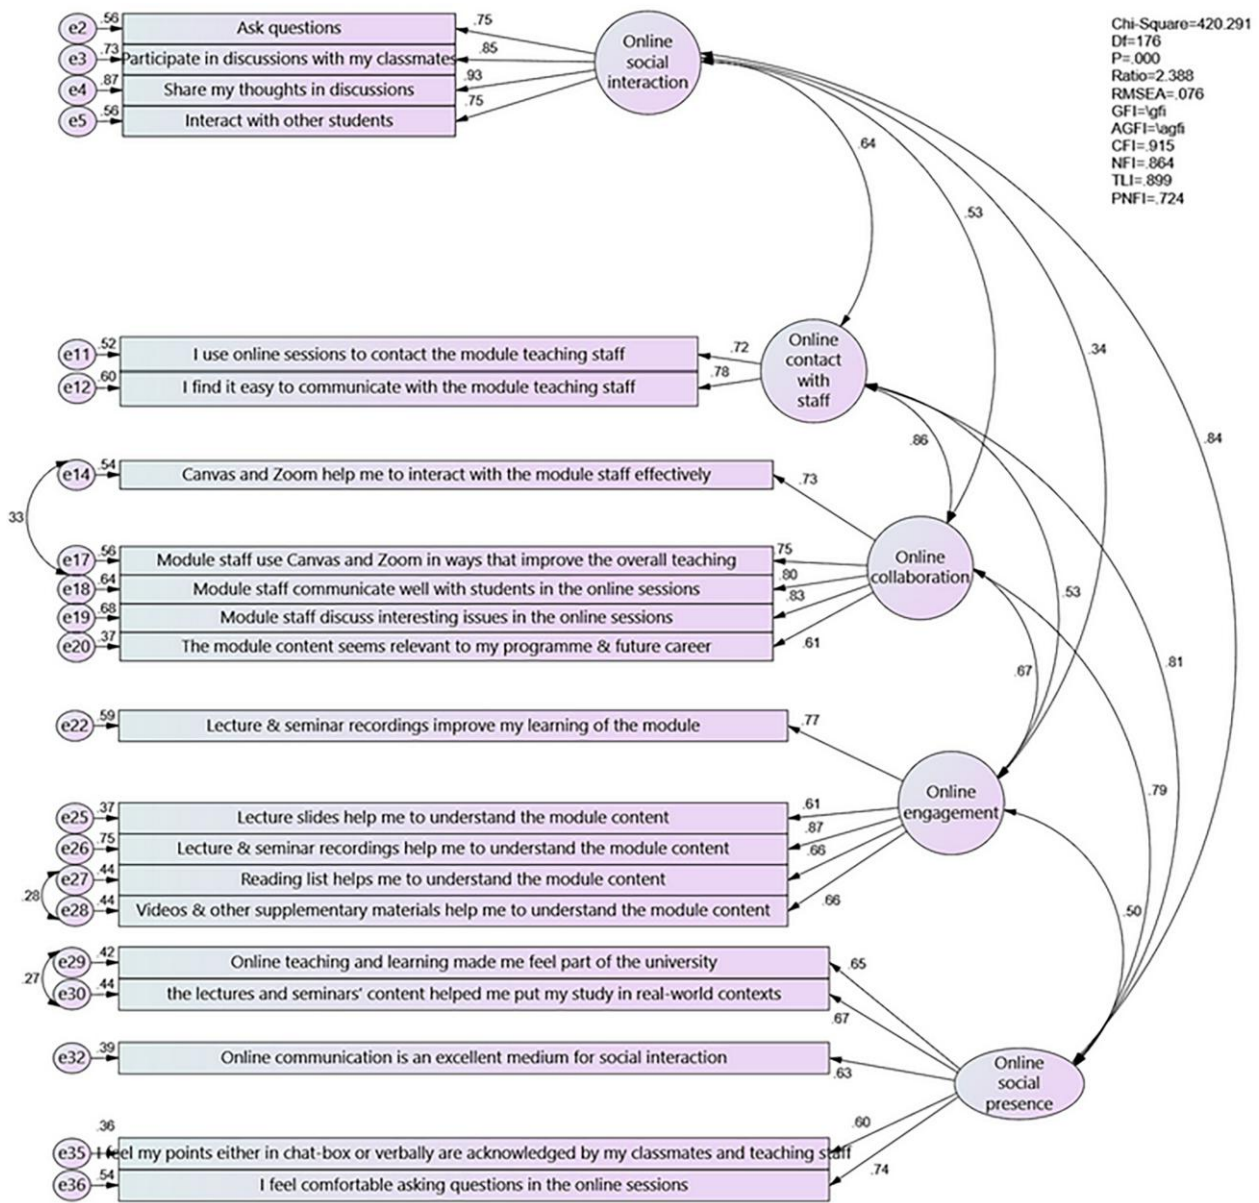 Chi-Square=420.291
Df=176
P=.000
Ratio=2.388
RMSEA=.076
GFI=\gfi
AGFI=\agfi
CFI=.915
NFI=.864
TLI=.899
PNFI=.724
e2 .56 Ask questions .75
e3 .73 Participate in discussions with my classmates .85
e4 .87 Share my thoughts in discussions .93
e5 .56 Interact with other students .75
Online
social
interaction
.64
.53
.34
.84
e11 .52 I use online sessions to contact the module teaching staff .72
e12 .60 I find it easy to communicate with the module teaching staff .78
Online
contact
with
staff
.86
.53
.81
e14 .54 Canvas and Zoom help me to interact with the module staff effectively .73
33
e17 .56 Module staff use Canvas and Zoom in ways that improve the overall teaching .75
e18 .64 Module staff communicate well with students in the online sessions .80
e19 .68 Module staff discuss interesting issues in the online sessions .83
e20 .37 The module content seems relevant to my programme & future career .61
Online
collaboration
.67
.79
e22 .59 Lecture & seminar recordings improve my learning of the module .77
e25 .37 Lecture slides help me to understand the module content .61
e26 .75 Lecture & seminar recordings help me to understand the module content .87
e27 .44 Reading list helps me to understand the module content .66
.28
e28 .44 Videos & other supplementary materials help me to understand the module content .66
Online
engagement
.50
e29 .42 Online teaching and learning made me feel part of the university .65
.27
e30 .44 the lectures and seminars' content helped me put my study in real-world contexts .67
e32 .39 Online communication is an excellent medium for social interaction .63
Online
social
presence
e35 .36 I feel my points either in chat-box or verbally are acknowledged by my classmates and teaching staff .60
e36 .54 I feel comfortable asking questions in the online sessions .74